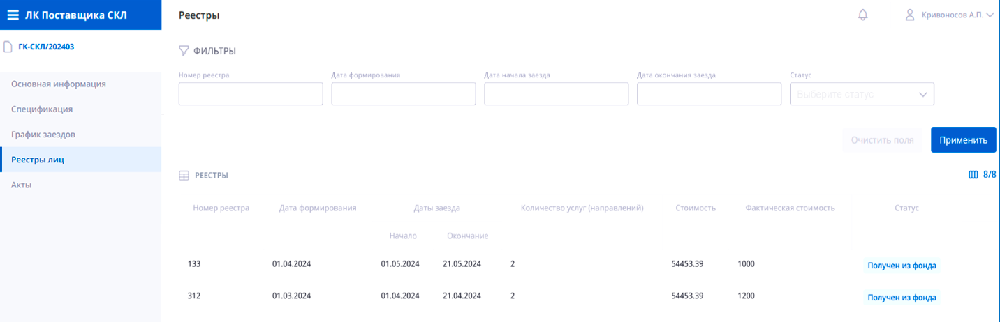 ЛК Поставщика СКЛ
Реестры
Кривоносов А.П.
ГК-СКЛ/202403
ФИЛЬТРЫ
Номер реестра Дата формирования Дата начала заезда Дата окончания заезда Статус
Выберите статус
Основная информация
Спецификация
График заездов
Реестры лиц
Акты
Очистить поля Применить
РЕЕСТРЫ 8/8
Номер реестра Дата формирования Даты заезда Количество услуг (направлений) Стоимость Фактическая стоимость Статус
Начало Окончание
133 01.04.2024 01.05.2024 21.05.2024 2 54453.39 1000 Получен из фонда
312 01.03.2024 01.04.2024 21.04.2024 2 54453.39 1200 Получен из фонда